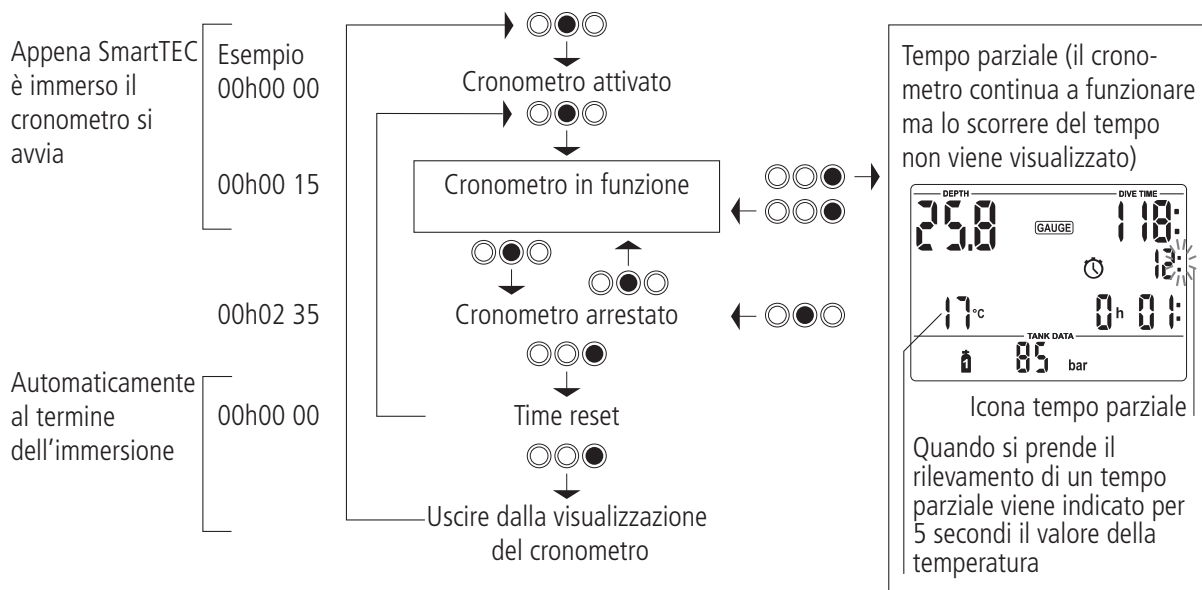 Appena SmartTEC
è immerso il
cronometro si
avvia
Esempio
00h00 00
00h00 15
00h02 35
Automaticamente
al termine
dell'immersione
00h00 00
Cronometro attivato
Cronometro in funzione
Cronometro arrestato
Time reset
Uscire dalla visualizzazione
del cronometro
Tempo parziale (il crono-
metro continua a funzionare
ma lo scorrere del tempo
non viene visualizzato)
DEPTH DIVE TIME
25.8 GAUGE 118:
12:
17°C 0h 01:
TANK DATA
1 85 bar
Icona tempo parziale
Quando si prende il
rilevamento di un tempo
parziale viene indicato per
5 secondi il valore della
temperatura